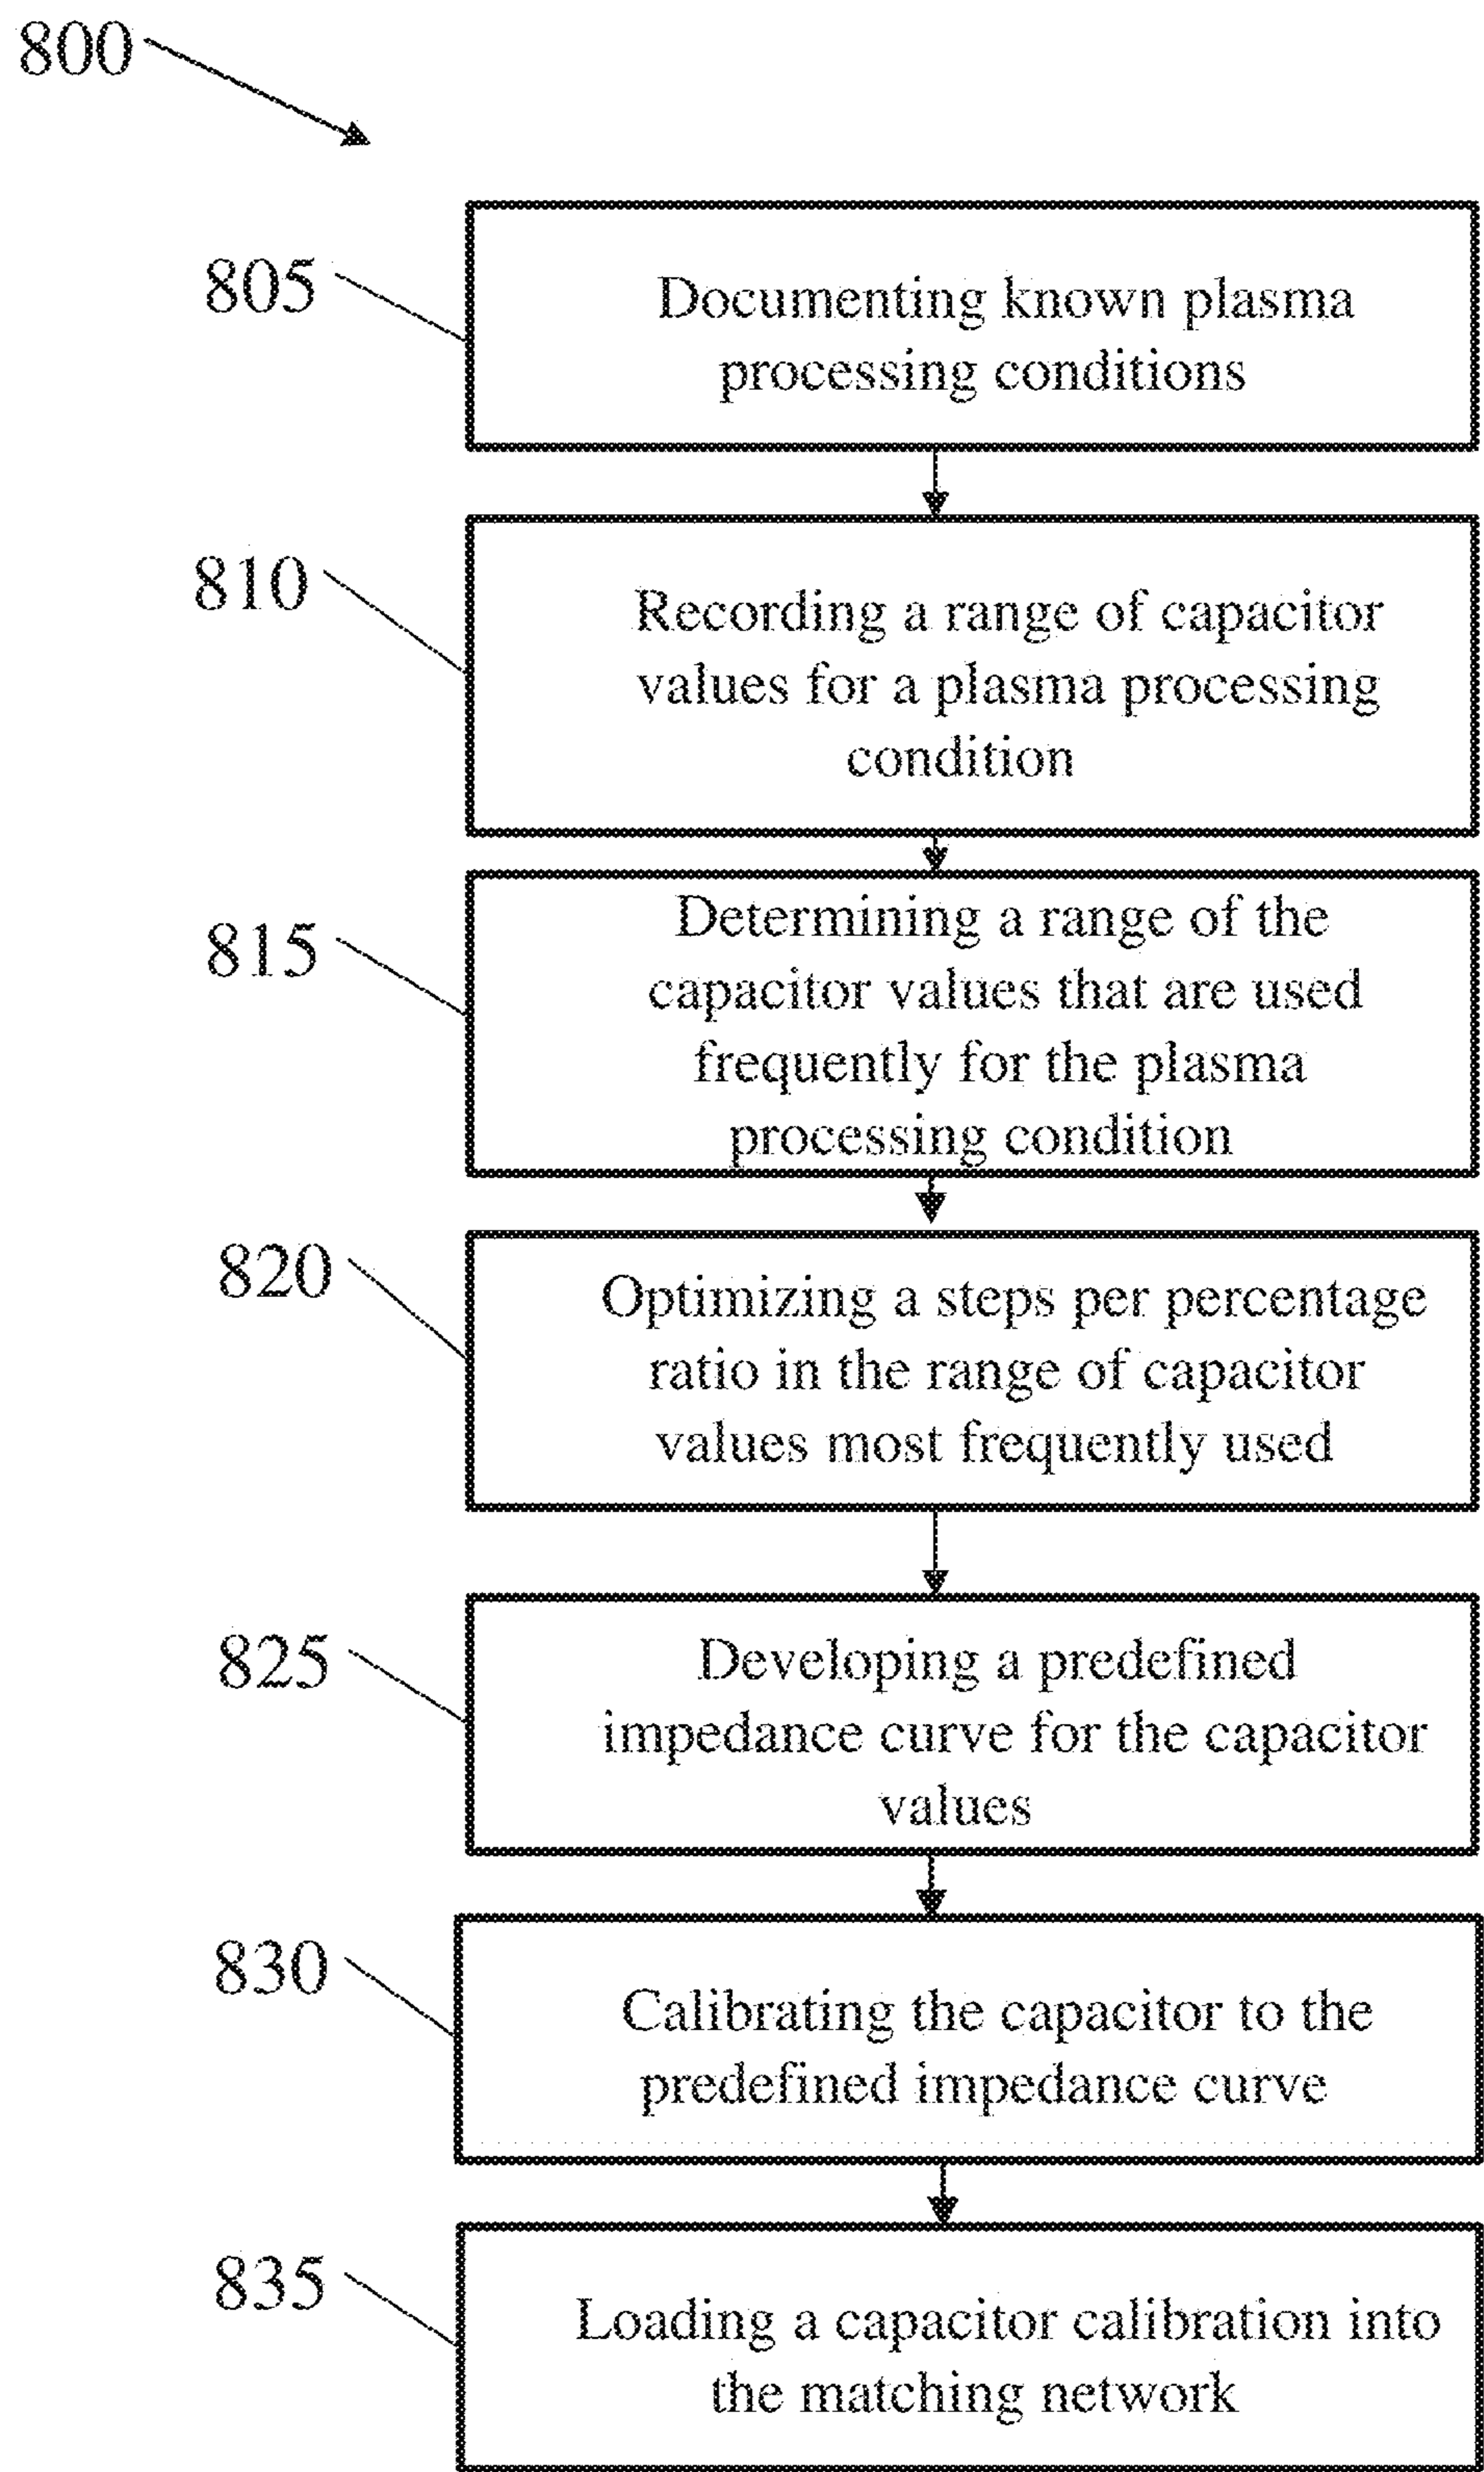 800
805
Documenting known plasma
processing conditions
810
Recording a range of capacitor
values for a plasma processing
condition
815
Determining a range of the
capacitor values that are used
frequently for the plasma
processing condition
820
Optimizing a steps per percentage
ratio in the range of capacitor
values most frequently used
825
Developing a predefined
impedance curve for the capacitor
values
830
Calibrating the capacitor to the
predefined impedance curve
835
Loading a capacitor calibration into
the matching network